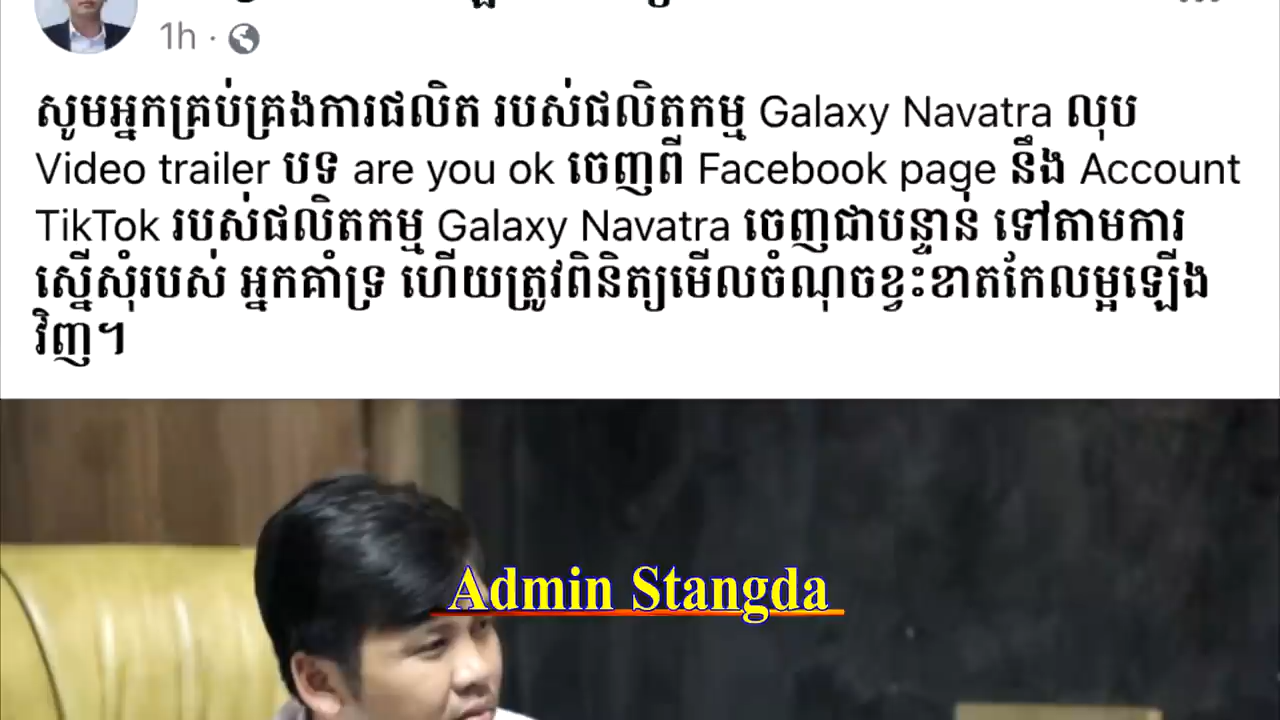 1h ·
សូមអ្នកគ្រប់គ្រងការផលិត របស់ផលិតកម្ម Galaxy Navatra លុប
Video trailer បទ are you ok ចេញពី Facebook page នឹង Account
TikTok របស់ផលិតកម្ម Galaxy Navatra ចេញជាបន្ទាន់ ទៅតាមការ
ស្នើសុំរបស់ អ្នកគាំទ្រ ហើយត្រូវពិនិត្យមើលចំណុចខ្វះខាតកែលម្អឡើង
វិញ។
Admin Stangda